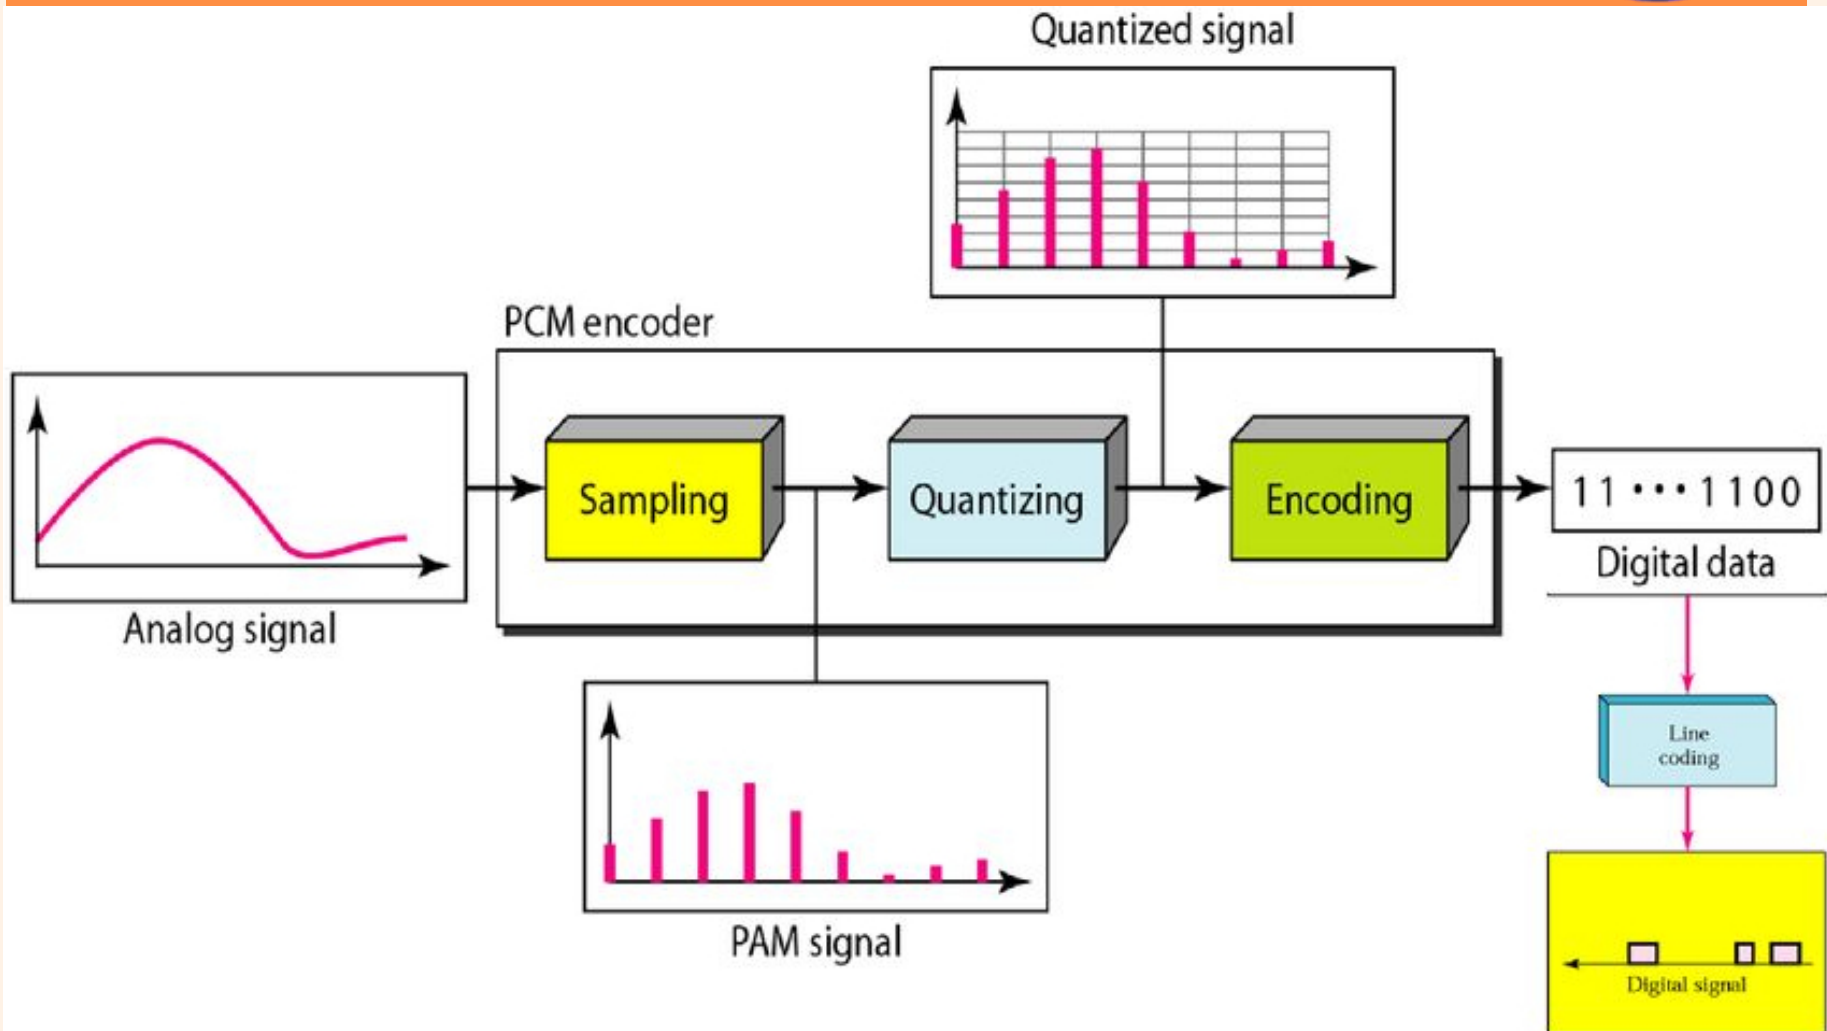 Quantized signal
PCM encoder
Analog signal
Sampling
Quantizing
Encoding
11 ••• 1100
Digital data
PAM signal
Line
coding
Digital signal